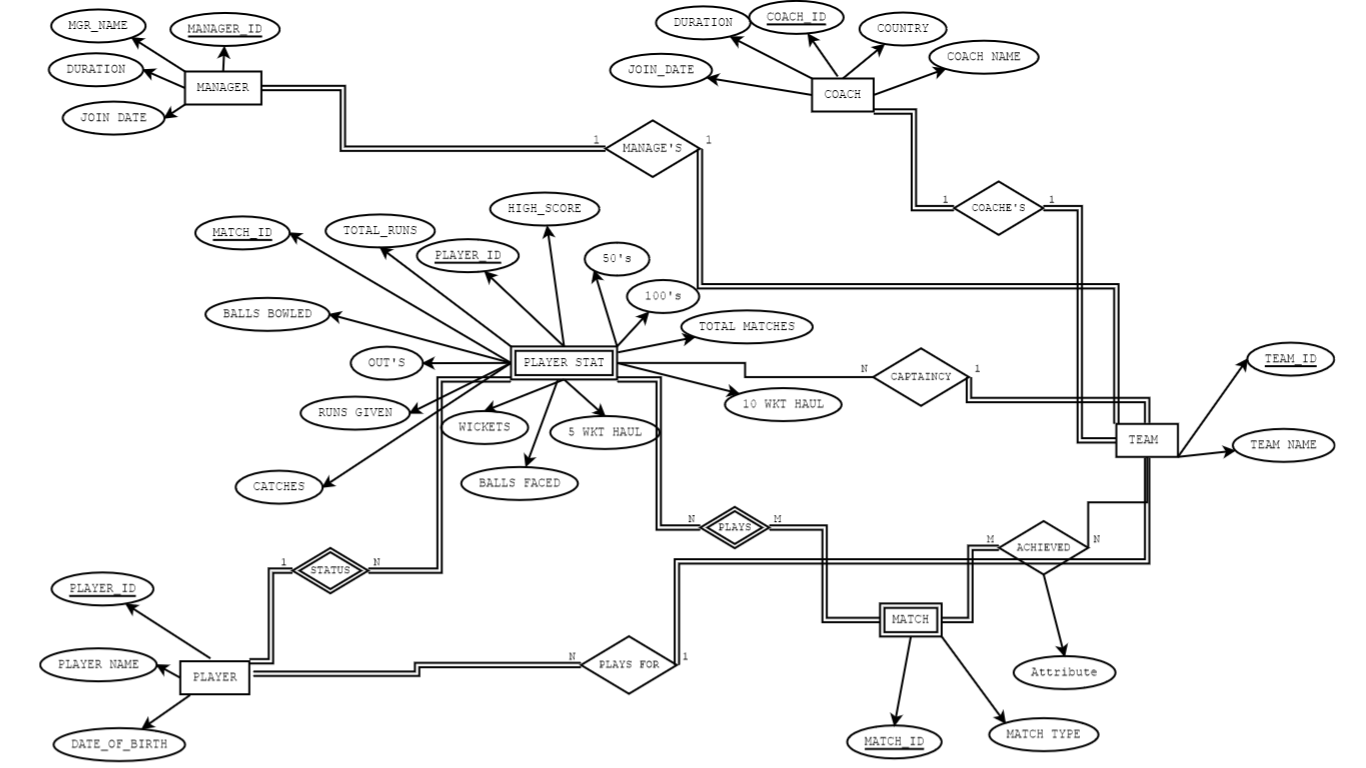 MGR_NAME
MANAGER_ID
DURATION
MANAGER
JOIN DATE
DURATION
COACH_ID
COUNTRY
COACH NAME
JOIN_DATE
COACH
1
MANAGE'S
1
1
COACHE'S
1
HIGH_SCORE
MATCH_ID
TOTAL_RUNS
PLAYER_ID
50's
100's
BALLS BOWLED
TOTAL MATCHES
OUT'S
PLAYER STAT
N
CAPTAINCY
1
TEAM_ID
RUNS GIVEN
WICKETS
5 WKT HAUL
10 WKT HAUL
TEAM
TEAM NAME
CATCHES
BALLS FACED
N
PLAYS
M
M
ACHIEVED
N
1
STATUS
N
PLAYER_ID
MATCH
PLAYER NAME
PLAYER
N
PLAYS FOR
1
Attribute
DATE_OF_BIRTH
MATCH_ID
MATCH TYPE